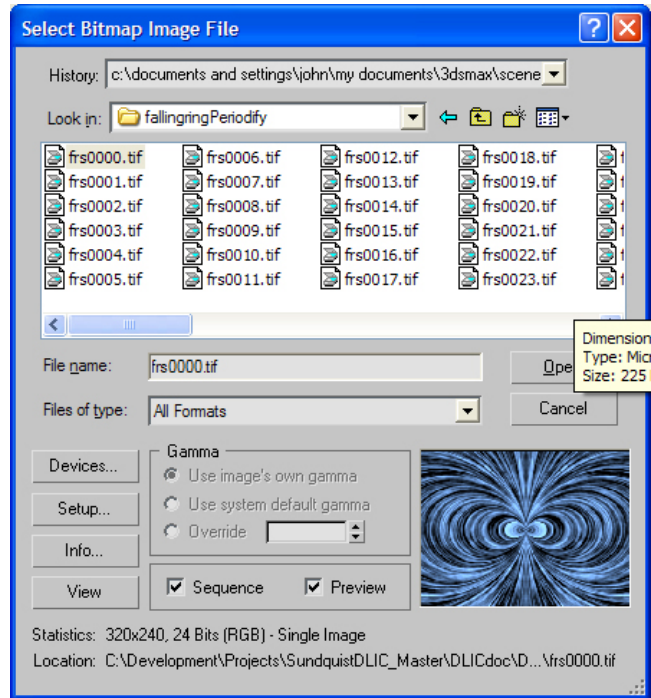 Select Bitmap Image File
History: c:\documents and settings\john\my documents\3dsmax\scene
Look in: fallingringPeriodify
frs0000.tif frs0006.tif frs0012.tif frs0018.tif
frs0001.tif frs0007.tif frs0013.tif frs0019.tif
frs0002.tif frs0008.tif frs0014.tif frs0020.tif
frs0003.tif frs0009.tif frs0015.tif frs0021.tif
frs0004.tif frs0010.tif frs0016.tif frs0022.tif
frs0005.tif frs0011.tif frs0017.tif frs0023.tif
Dimension
Type: Micr
Size: 225
File name: frs0000.tif Ope
Files of type: All Formats Cancel
Devices...
Setup...
Info...
View
Gamma
Use image's own gamma
Use system default gamma
Override
Sequence Preview
Statistics: 320x240, 24 Bits (RGB) - Single Image
Location: C:\Development\Projects\SundquistDLIC_Master\DLICdoc\D...\frs0000.tif